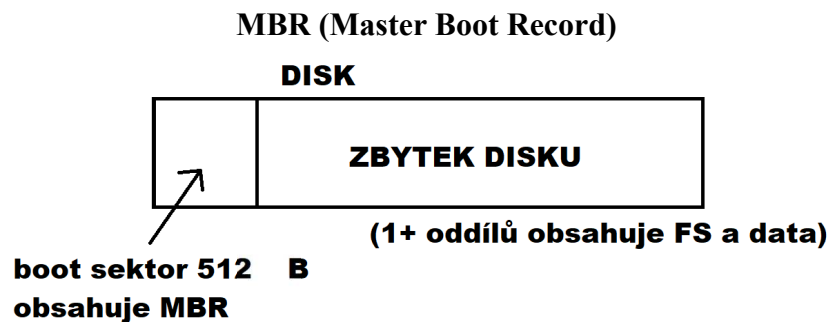 MBR (Master Boot Record)
DISK
ZBYTEK DISKU
(1+ oddílů obsahuje FS a data)
boot sektor 512 B
obsahuje MBR